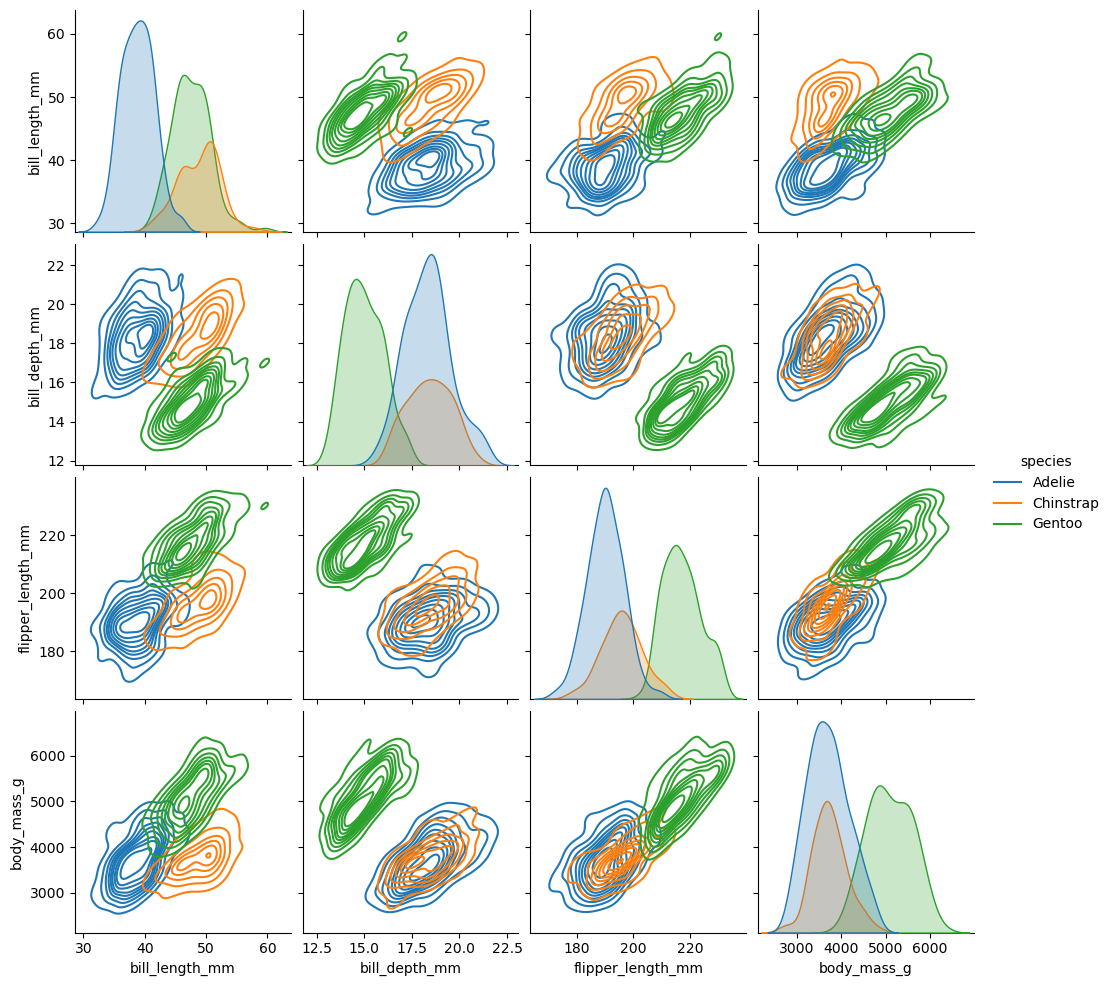 60
50
40
30
bill_length_mm
22
20
18
16
14
12
bill_depth_mm
species
Adelie
Chinstrap
Gentoo
220
200
180
flipper_length_mm
6000
5000
4000
3000
body_mass_g
30 40 50 60
bill_length_mm
12.5 15.0 17.5 20.0 22.5
bill_depth_mm
180 200 220
flipper_length_mm
3000 4000 5000 6000
body_mass_g